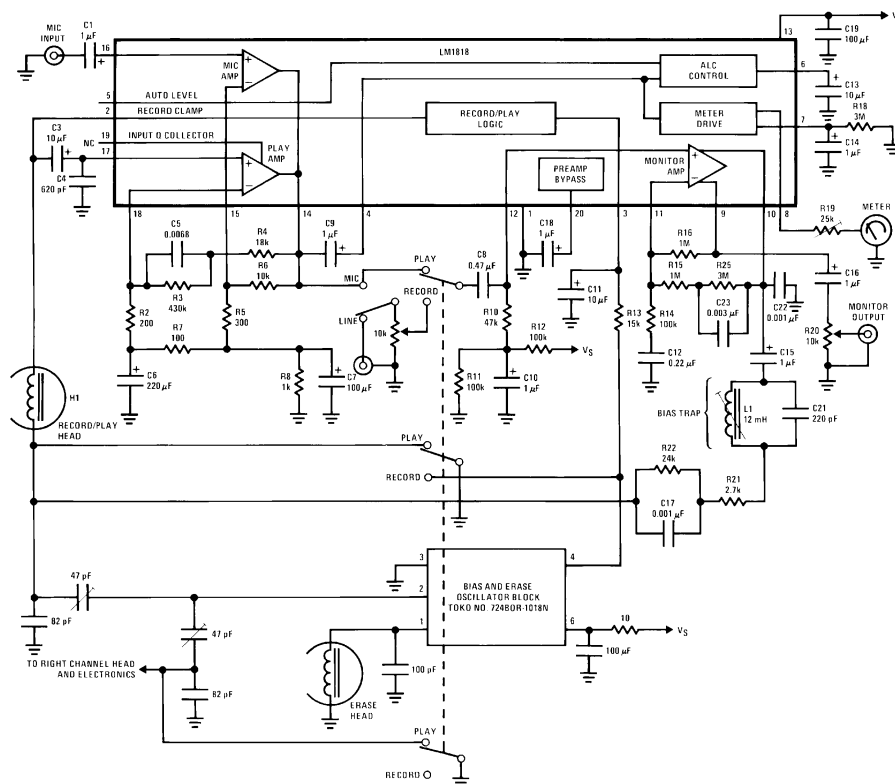 MIC
INPUT
C1
1 μF
+
16
LM1818
13
V
C19
100 μF
+
MIC
AMP
+
−
ALC
CONTROL
6
C13
10 μF
+
5
AUTO LEVEL
2
RECORD CLAMP
RECORD/PLAY
LOGIC
METER
DRIVE
7
R18
3M
C14
1 μF
+
C3
10 μF
+
NC
19
INPUT Q COLLECTOR
17
PLAY
AMP
+
−
C4
620 pF
PREAMP
BYPASS
MONITOR
AMP
+
−
18
15
14
4
12
1
20
3
11
9
10
8
R19
25k
METER
C5
0.0068
R4
18k
C9
1 μF
+
C18
1 μF
+
R16
1M
R3
430k
R6
10k
MIC
PLAY
C8
0.47 μF
+
C11
10 μF
+
R15
1M
R25
3M
C22
0.001 μF
C16
1 μF
+
R2
200
R7
100
R5
300
LINE
RECORD
10k
R10
47k
R12
100k
VS
R13
15k
R14
100k
C23
0.003 μF
MONITOR
OUTPUT
R20
10k
C6
220 μF
+
R8
1k
C7
100 μF
+
R11
100k
C10
1 μF
+
C12
0.22 μF
C15
1 μF
+
H1
RECORD/PLAY
HEAD
BIAS TRAP
L1
12 mH
C21
220 pF
PLAY
RECORD
R22
24k
R21
2.7k
C17
0.001 μF
47 pF
82 pF
47 pF
82 pF
TO RIGHT CHANNEL HEAD
AND ELECTRONICS
3
2
1
BIAS AND ERASE
OSCILLATOR BLOCK
TOKO NO. 724BOR-1018N
4
6
10
VS
100 μF
+
100 pF
ERASE
HEAD
PLAY
RECORD